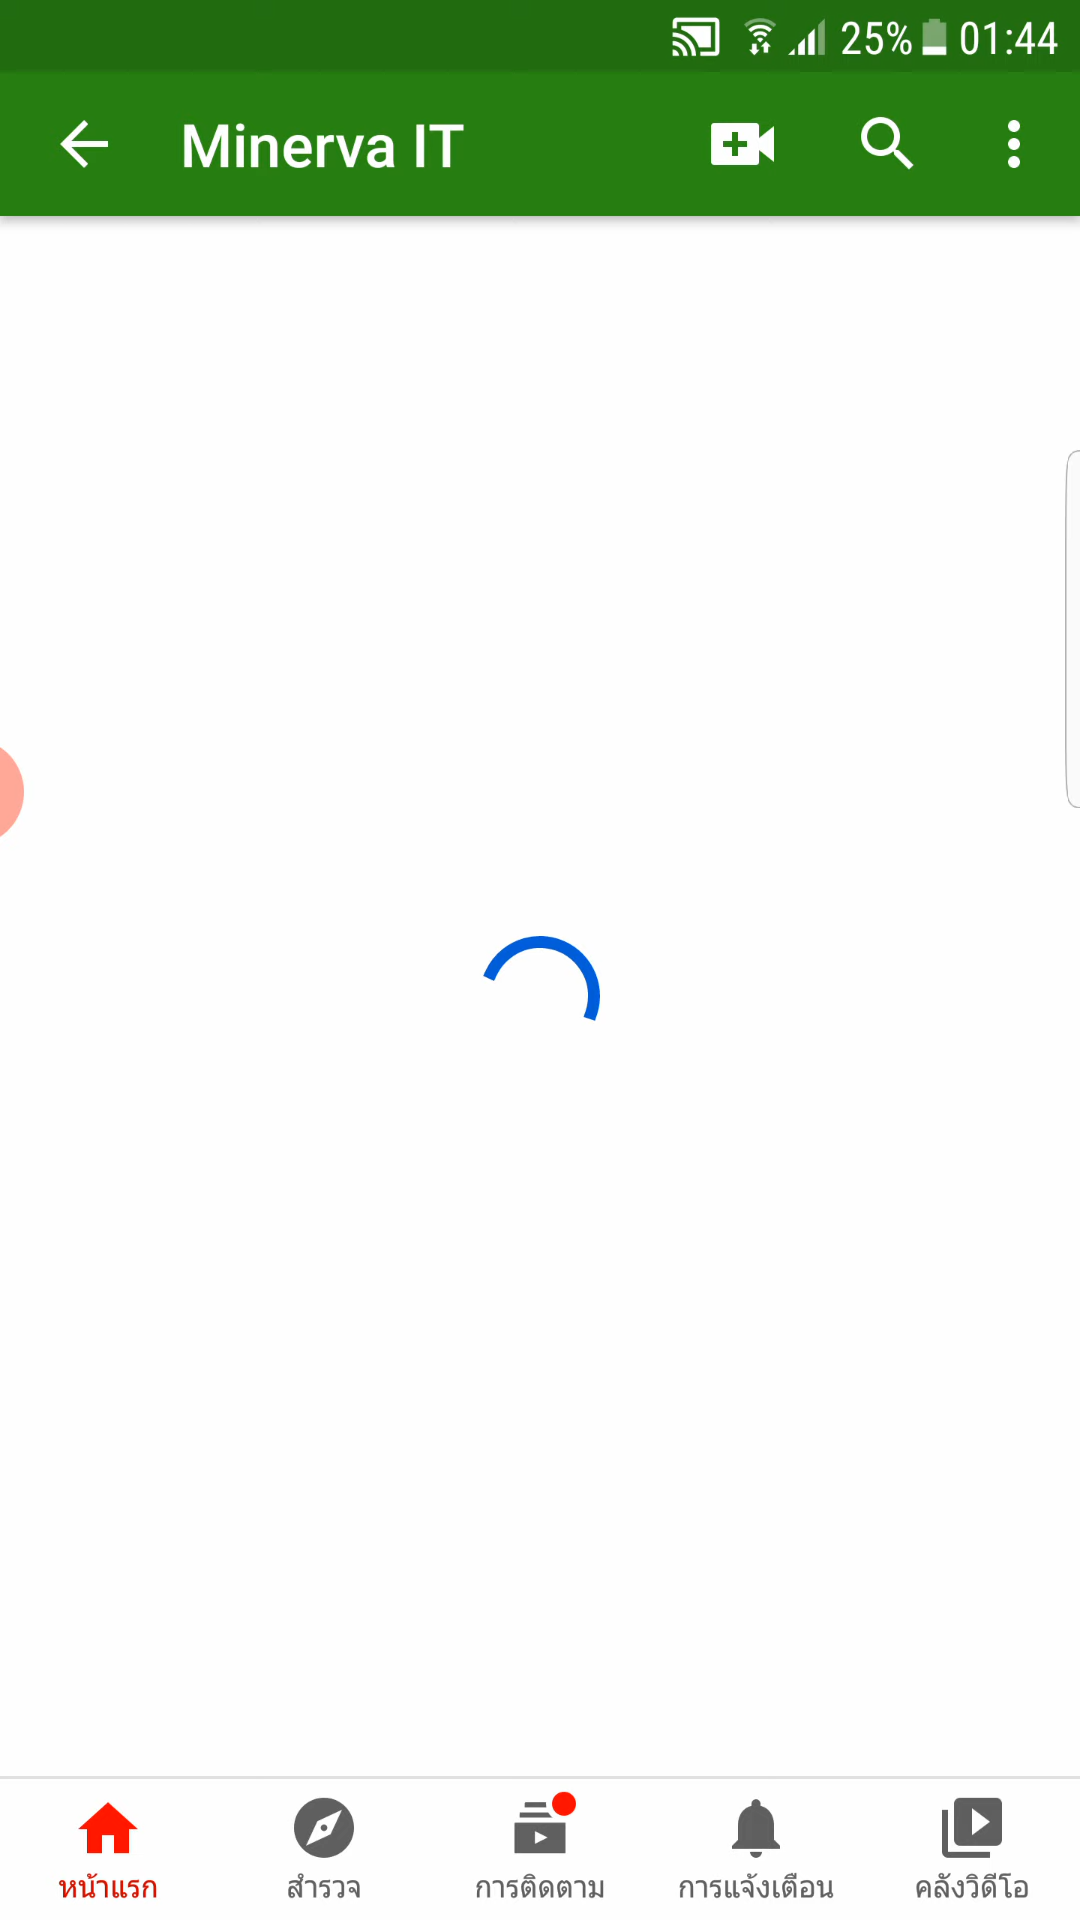 25% 01:44
Minerva IT
หน้าแรก สำรวจ การติดตาม การแจ้งเตือน คลังวิดีโอ